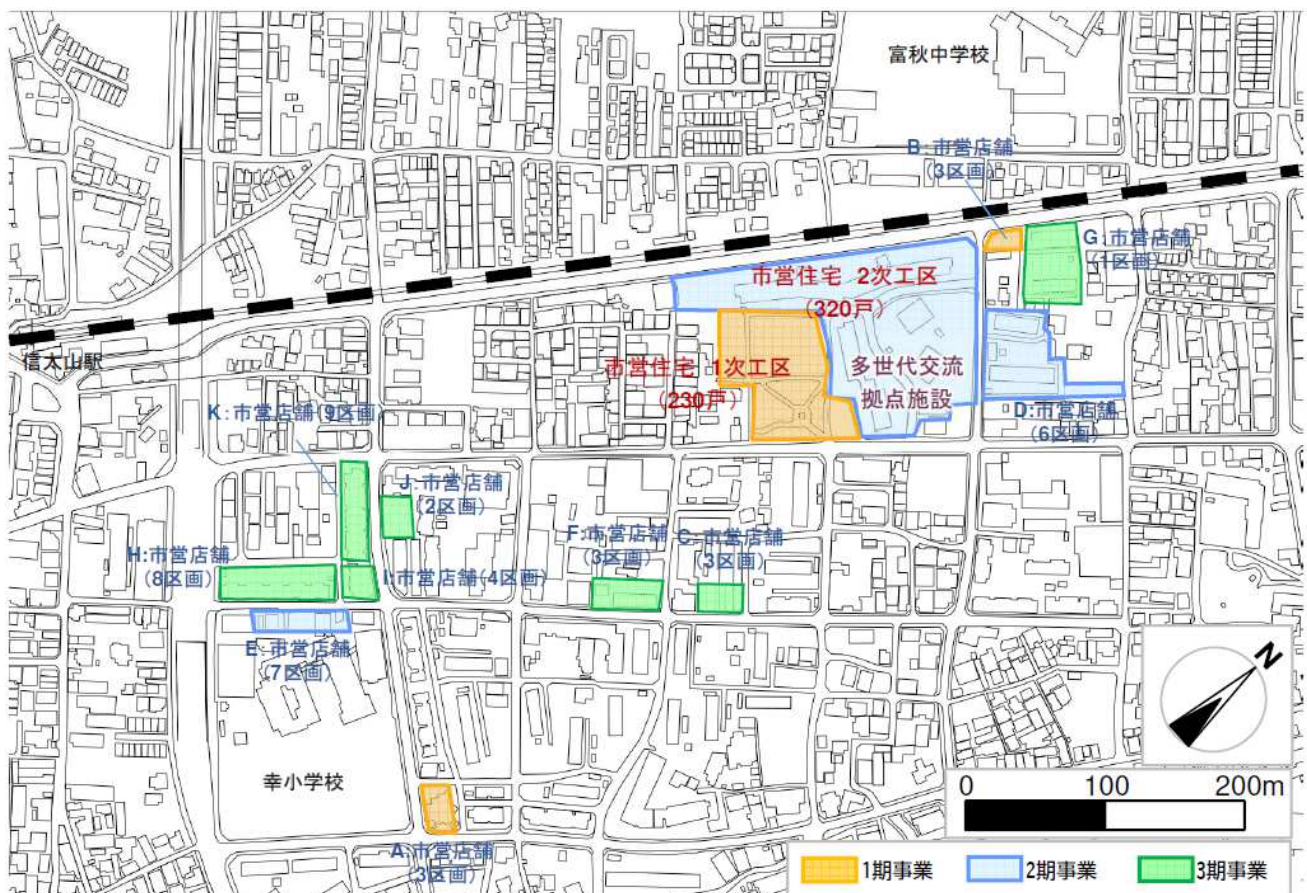 富秋中学校
B:市営店舗
(3区画)
G:市営店舗
(1区画)
市営住宅 2次工区
(320戸)
信太山駅
市営住宅 1次工区
(230戸)
多世代交流
拠点施設
K:市営店舗(9区画)
D:市営店舗
(6区画)
J:市営店舗
(2区画)
F:市営店舗
(3区画)
C:市営店舗
(3区画)
H:市営店舗
(8区画)
I:市営店舗(4区画)
E:市営店舗
(7区画)
N
幸小学校
0 100 200m
A:市営店舗
(3区画)
1期事業 2期事業 3期事業